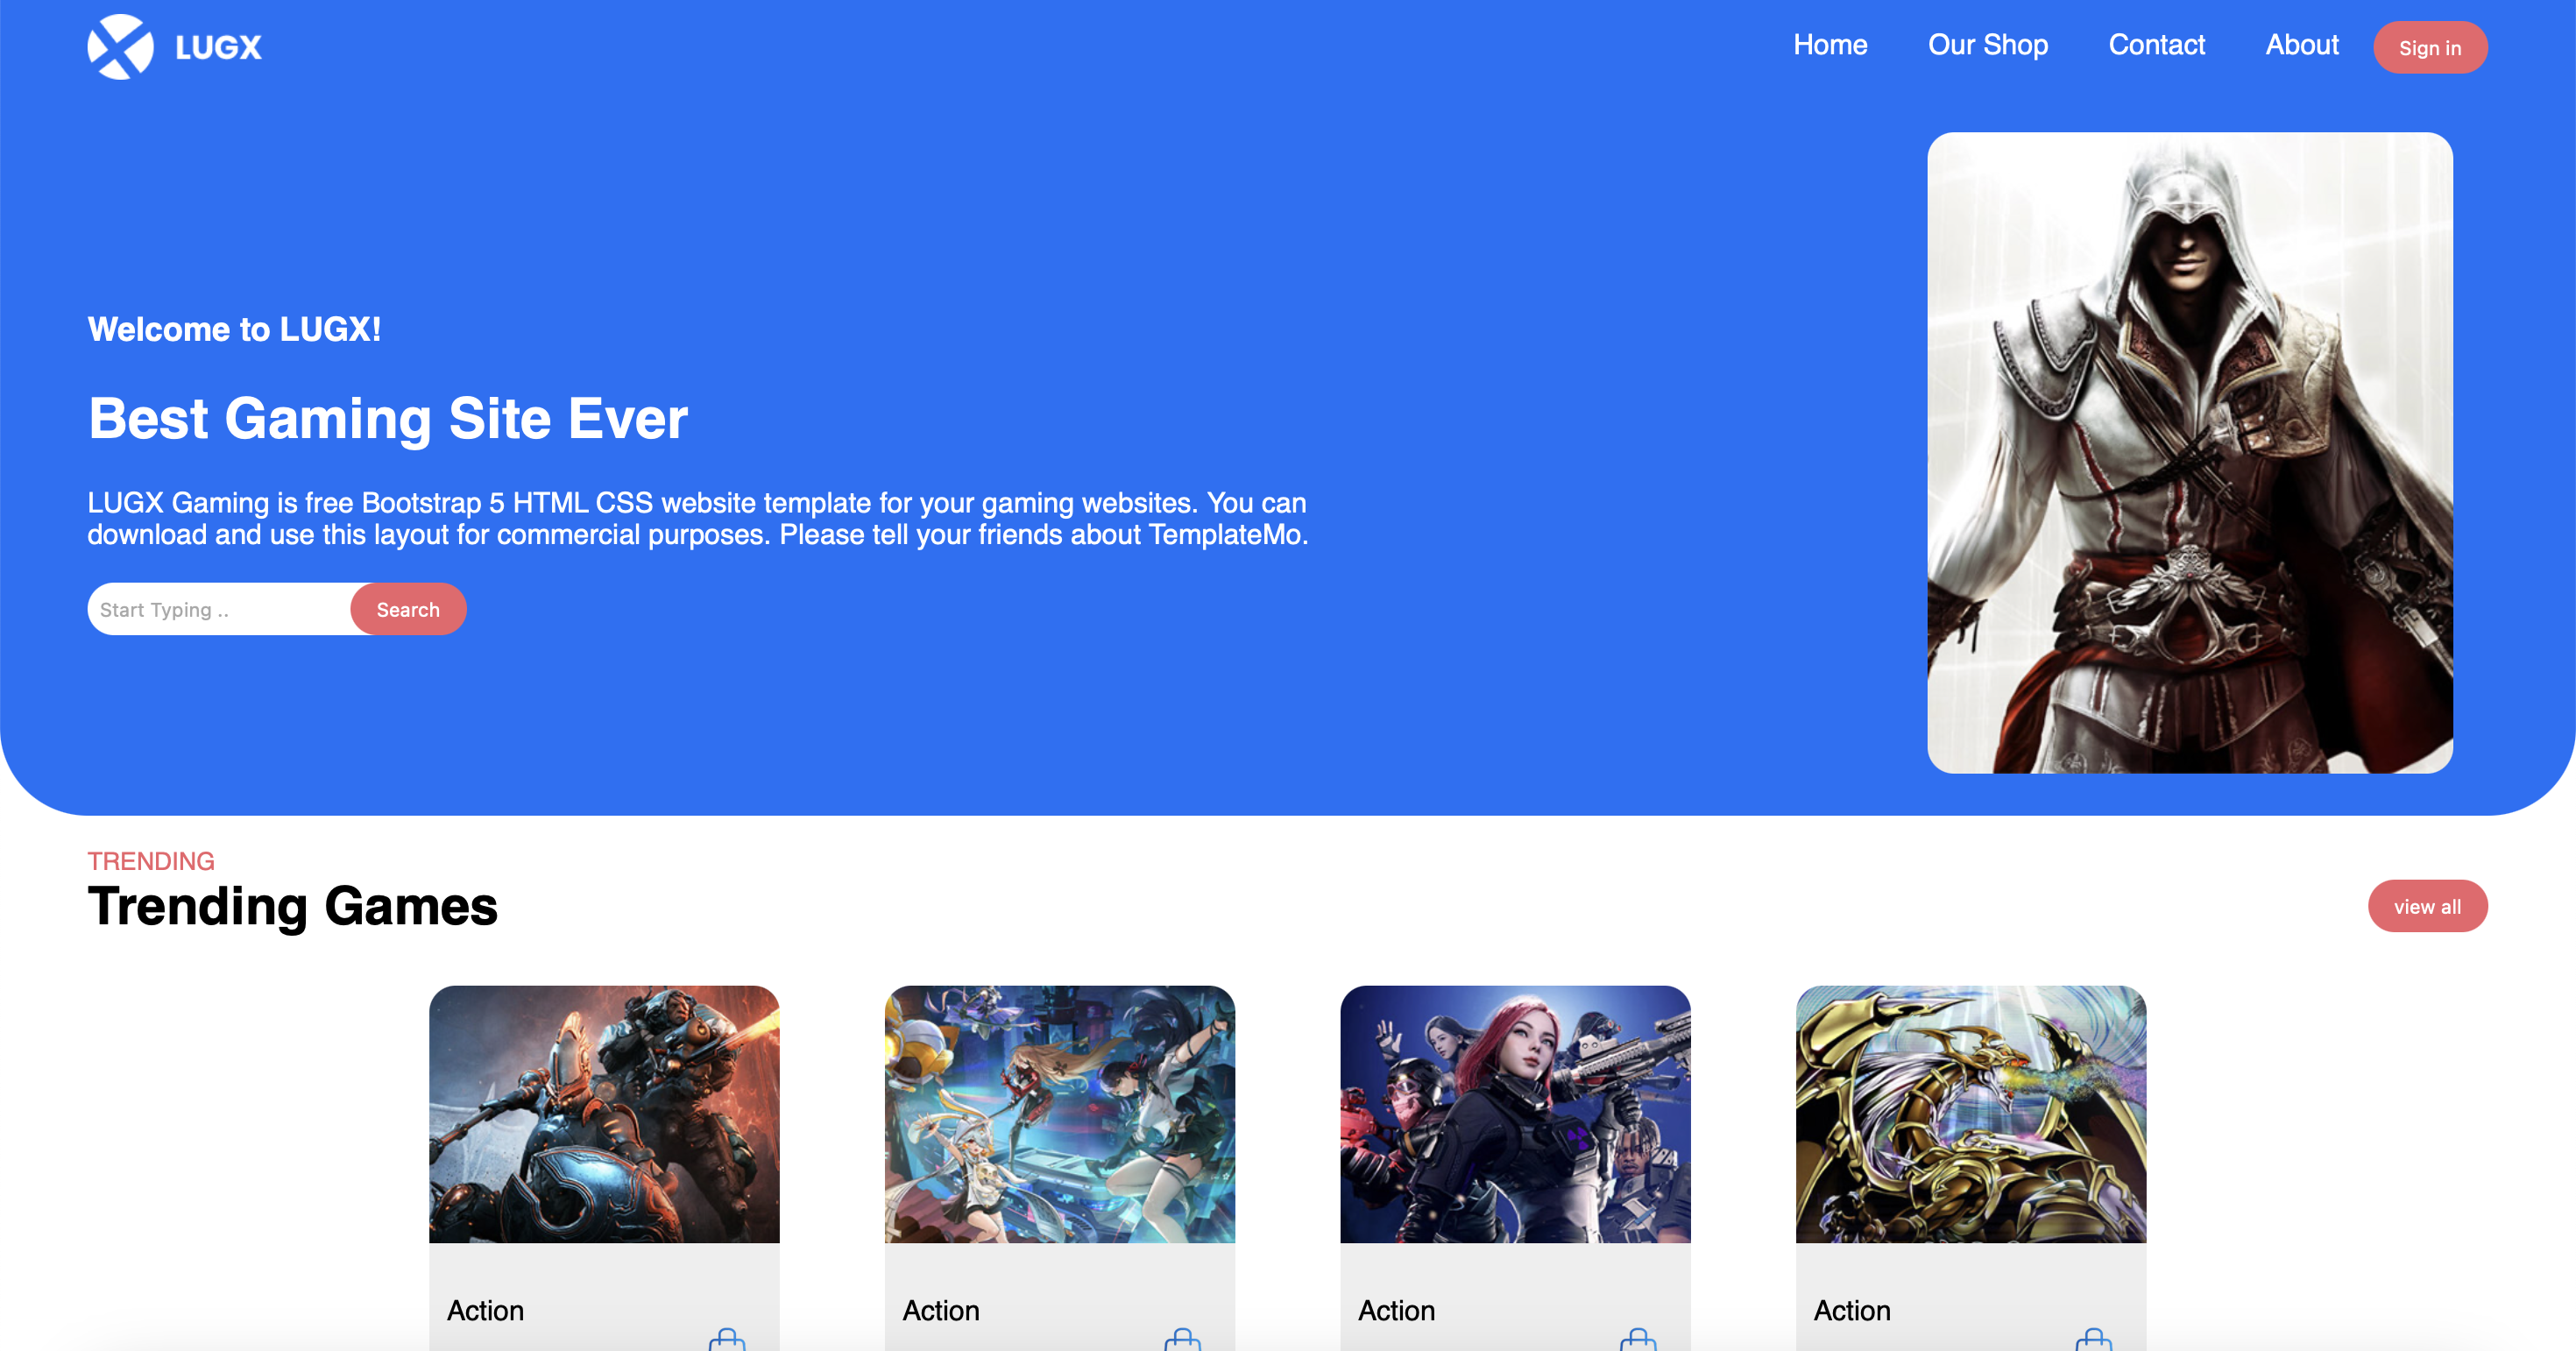 LUGX
Home Our Shop Contact About Sign in
Welcome to LUGX!
Best Gaming Site Ever
LUGX Gaming is free Bootstrap 5 HTML CSS website template for your gaming websites. You can
download and use this layout for commercial purposes. Please tell your friends about TemplateMo.
Start Typing ..
Search
TRENDING
Trending Games
view all
Action
Action
Action
Action